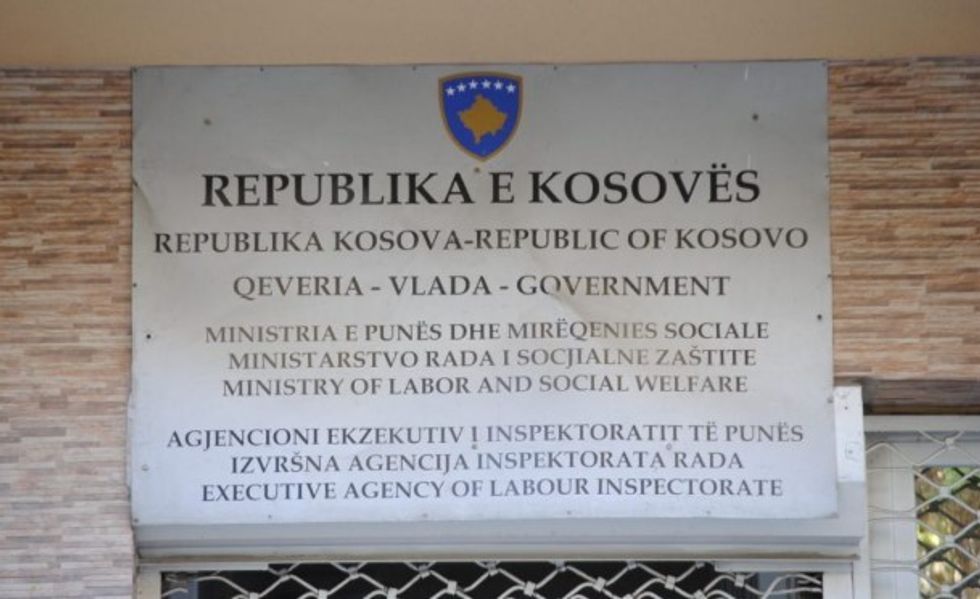 REPUBLIKA E KOSOVËS
REPUBLIKA KOSOVA-REPUBLIC OF KOSOVO
QEVERIA - VLADA - GOVERNMENT
MINISTRIA E PUNËS DHE MIRËQENIES SOCIALE
MINISTARSTVO RADA I SOCJIALNE ZAŠTITE
MINISTRY OF LABOR AND SOCIAL WELFARE
AGJENCIONI EKZEKUTIV I INSPEKTORATIT TË PUNËS
IZVRŠNA AGENCIJA INSPEKTORATA RADA
EXECUTIVE AGENCY OF LABOUR INSPECTORATE